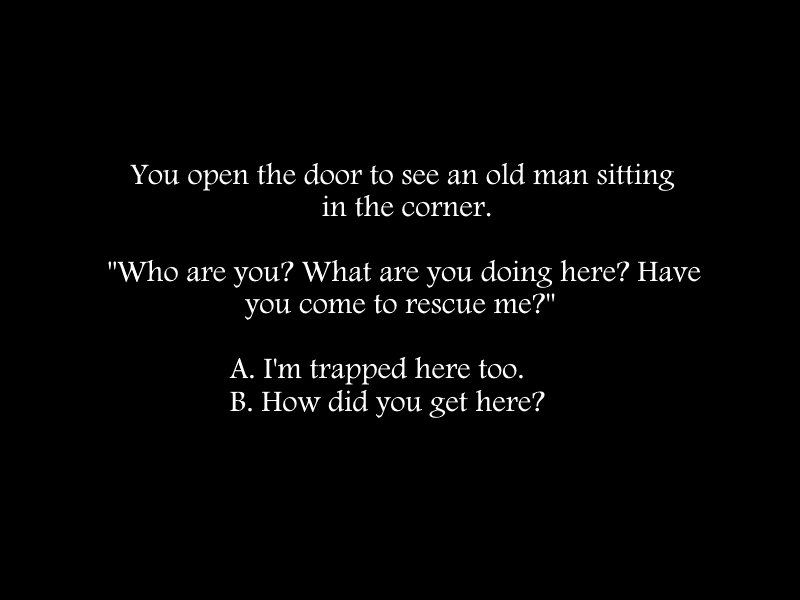 You open the door to see an old man sitting
in the corner.
"Who are you? What are you doing here? Have
you come to rescue me?"
A. I'm trapped here too.
B. How did you get here?